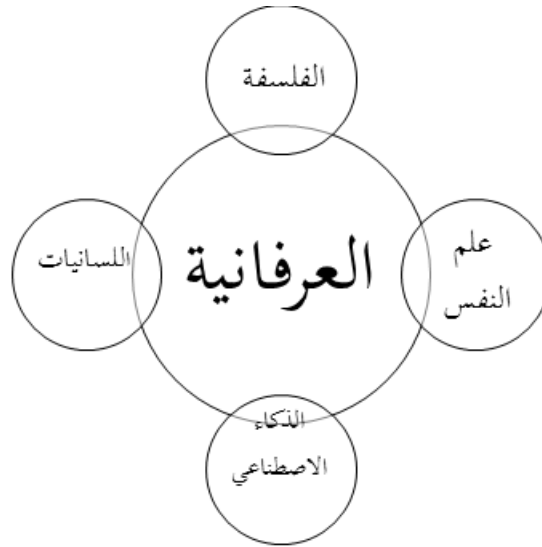 الفلسفة
علم
النفس
العرفانية
اللسانيات
الذكاء
الاصطناعي